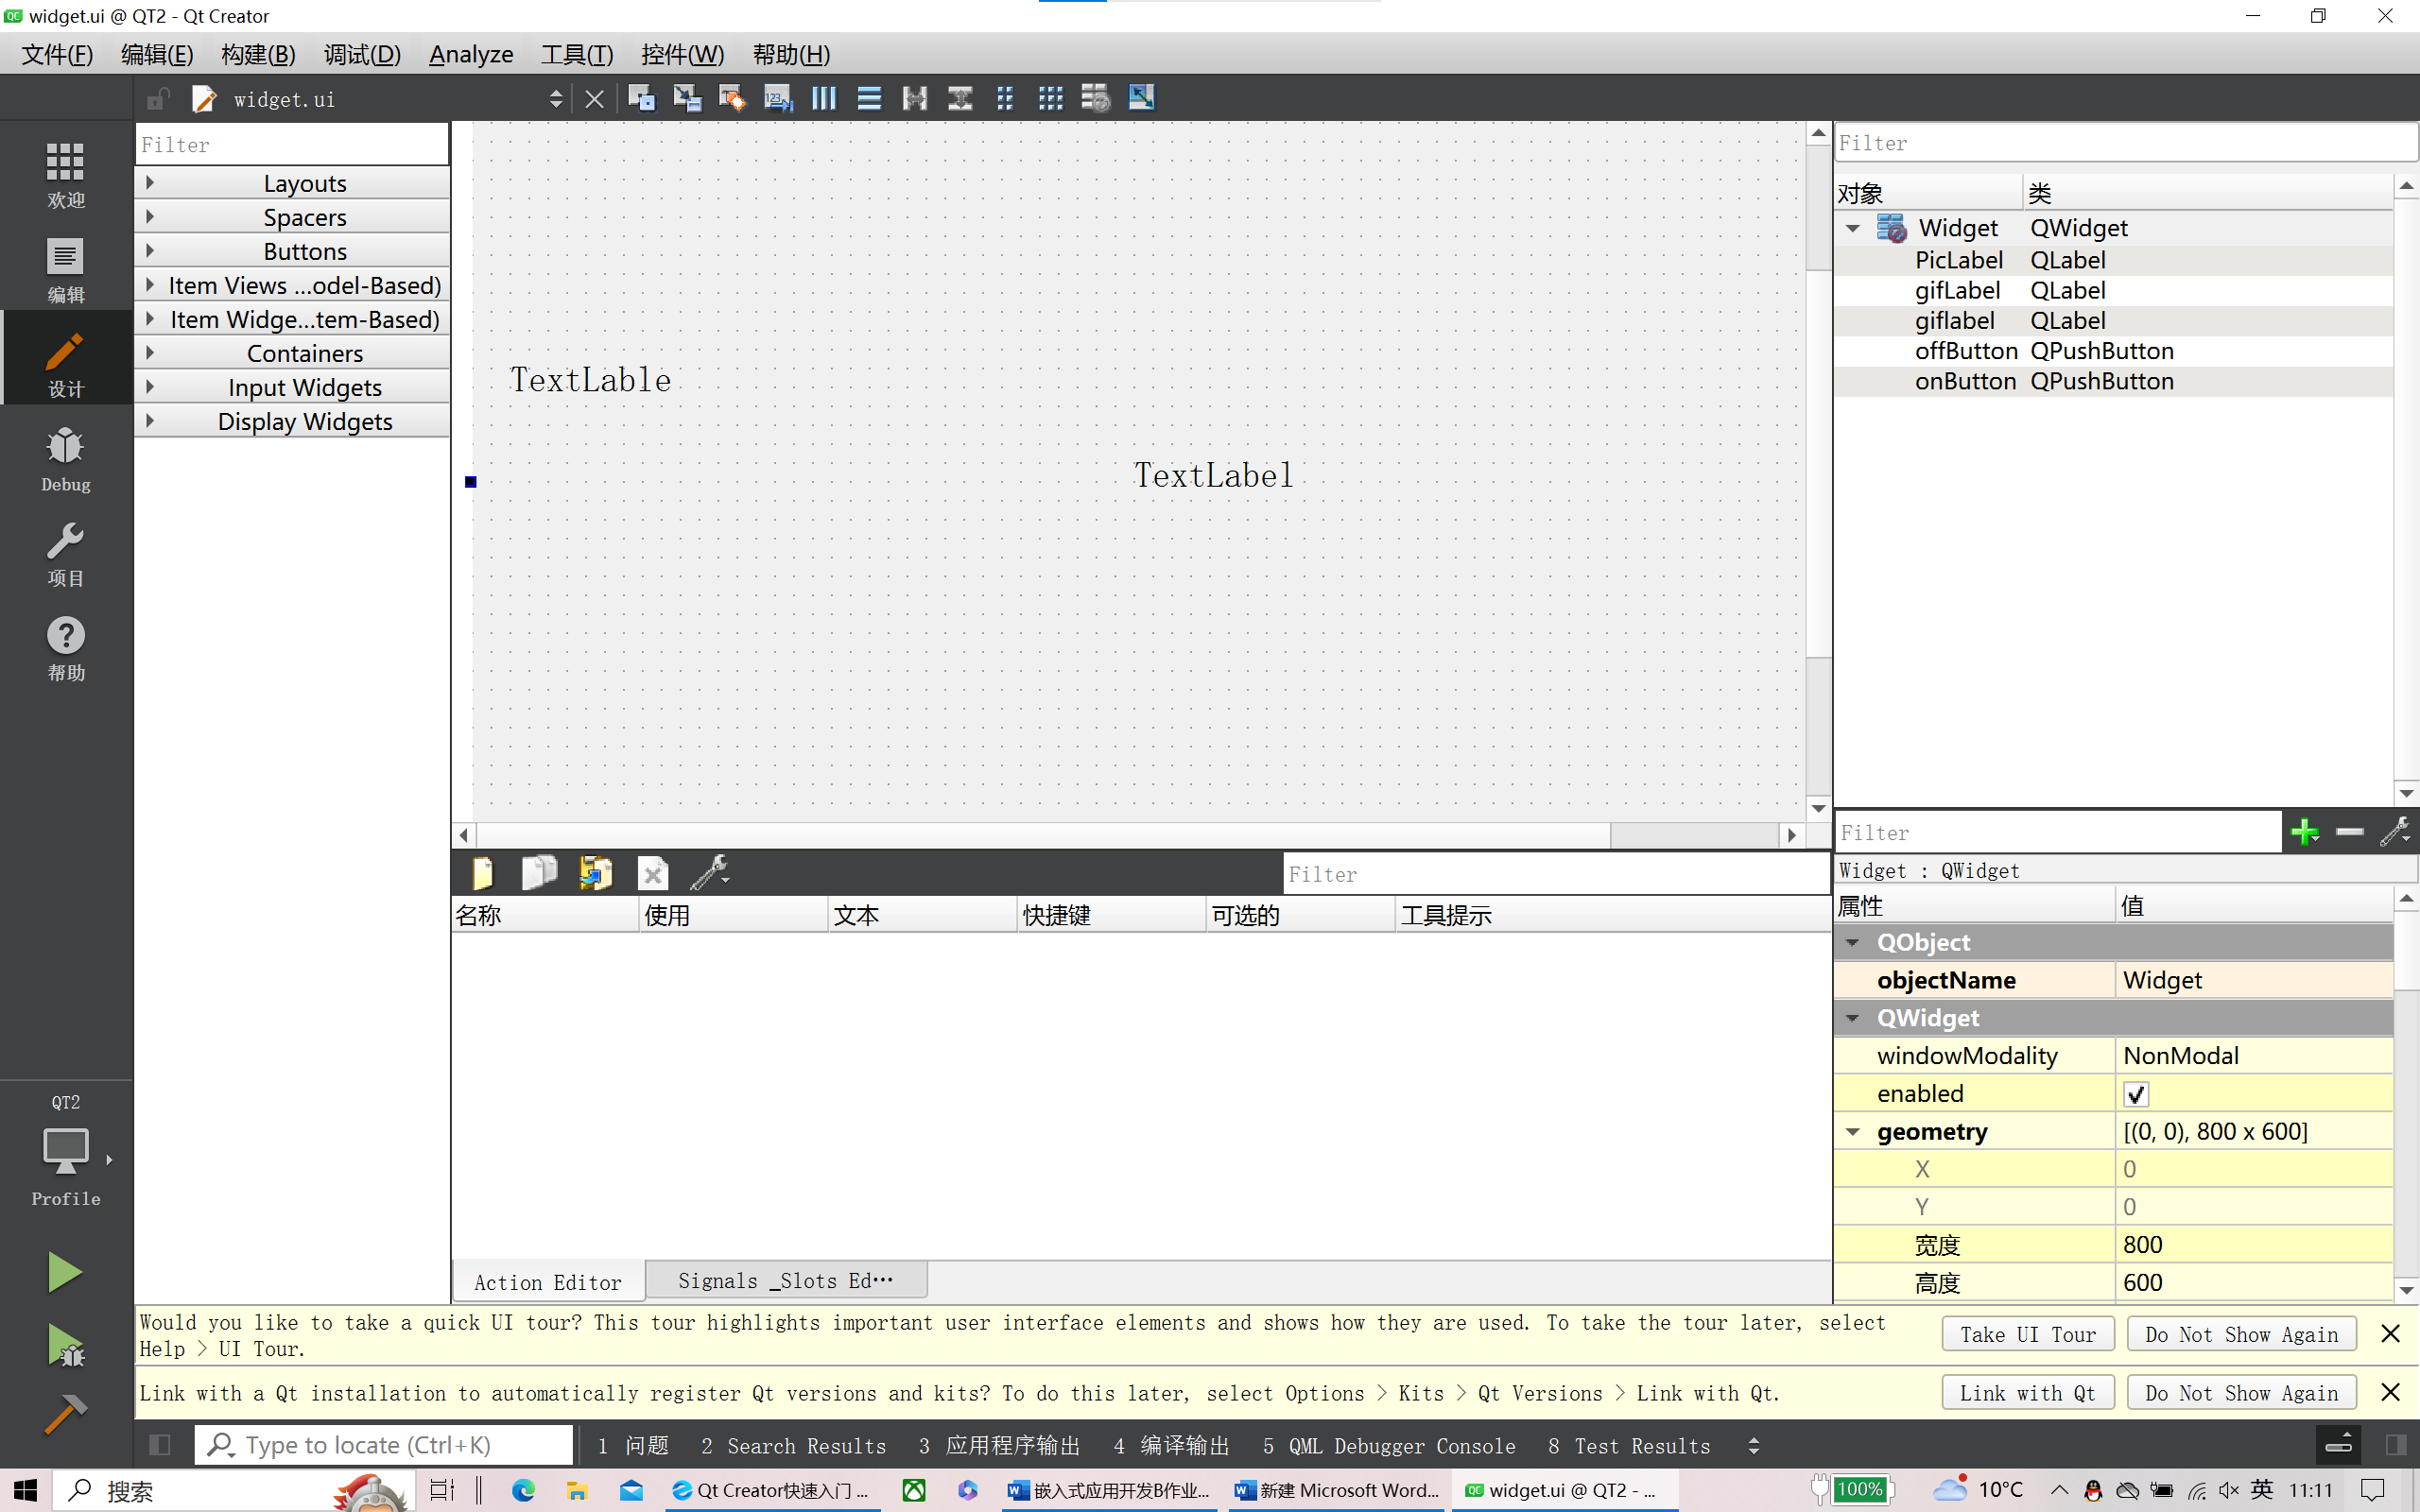 widget.ui @ QT2 - Qt Creator
文件(F) 编辑(E) 构建(B) 调试(D) Analyze 工具(T) 控件(W) 帮助(H)
widget.ui
欢迎
编辑
设计
Debug
项目
帮助
QT2
Profile
Filter
Layouts
Spacers
Buttons
Item Views ...odel-Based)
Item Widge...tem-Based)
Containers
Input Widgets
Display Widgets
TextLable
TextLabel
Filter
对象 类
Widget QWidget
PicLabel QLabel
gifLabel QLabel
giflabel QLabel
offButton QPushButton
onButton QPushButton
Filter
名称 使用 文本 快捷键 可选的 工具提示
Action Editor Signals _Slots Ed…
Filter
Widget : QWidget
属性 值
QObject
objectName Widget
QWidget
windowModality NonModal
enabled
geometry [(0, 0), 800 x 600]
X 0
Y 0
宽度 800
高度 600
Would you like to take a quick UI tour? This tour highlights important user interface elements and shows how they are used. To take the tour later, select
Help > UI Tour.
Take UI Tour Do Not Show Again
Link with a Qt installation to automatically register Qt versions and kits? To do this later, select Options > Kits > Qt Versions > Link with Qt.
Link with Qt Do Not Show Again
Type to locate (Ctrl+K) 1 问题 2 Search Results 3 应用程序输出 4 编译输出 5 QML Debugger Console 8 Test Results
搜索 Qt Creator快速入门 ... 嵌入式应用开发B作业... 新建 Microsoft Word... widget.ui @ QT2 - ... 100% 10°C 英 11:11